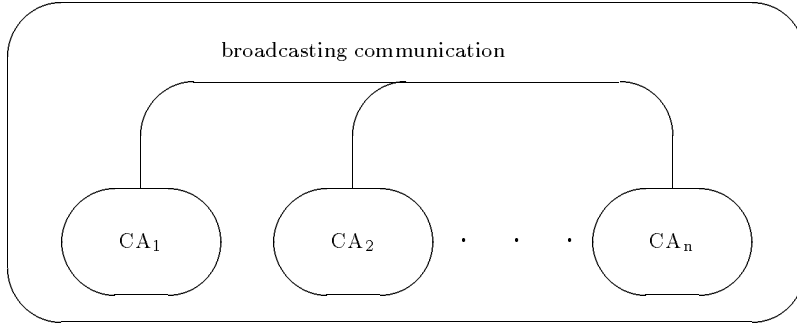 broadcasting communication
CA1 CA2 . . . CAn